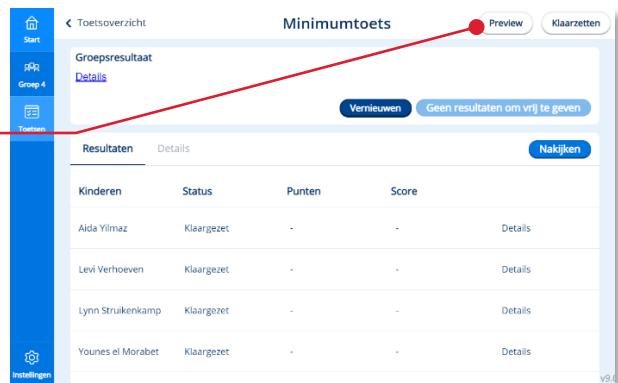 Start
Groep 4
Toetsen
Instellingen
Toetsoverzicht
Minimumtoets
Preview
Klaarzetten
Groepsresultaat
Details
Vernieuwen
Geen resultaten om vrij te geven
Resultaten Details
Nakijken
Kinderen Status Punten Score
Aida Yilmaz Klaargezet - - Details
Levi Verhoeven Klaargezet - - Details
Lynn Struikenkamp Klaargezet - - Details
Younes el Morabet Klaargezet - - Details